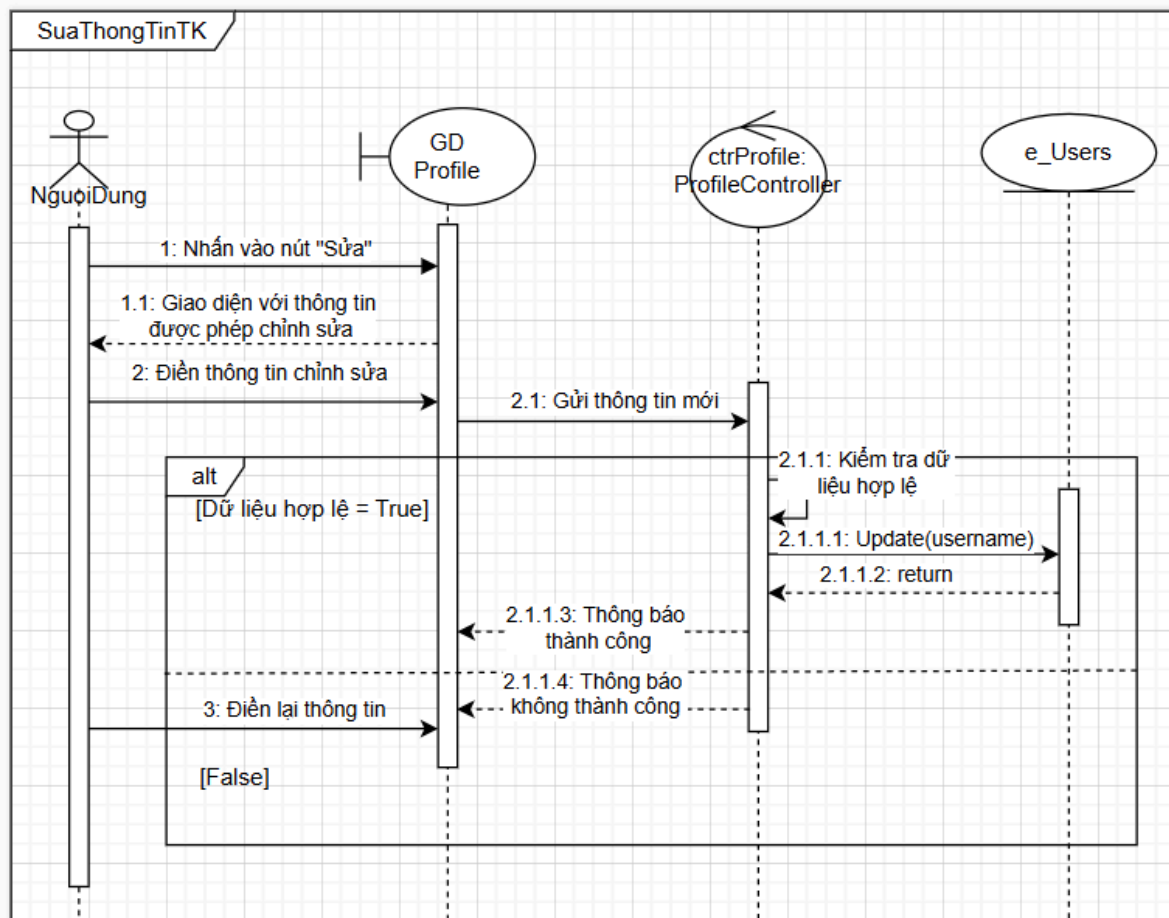 SuaThongTinTK
NguoiDung
GD
Profile
ctrProfile:
ProfileController
e_Users
1: Nhấn vào nút "Sửa"
1.1: Giao diện với thông tin
được phép chỉnh sửa
2: Điền thông tin chỉnh sửa
2.1: Gửi thông tin mới
alt
[Dữ liệu hợp lệ = True]
2.1.1: Kiểm tra dữ
liệu hợp lệ
2.1.1.1: Update(username)
2.1.1.2: return
2.1.1.3: Thông báo
thành công
2.1.1.4: Thông báo
không thành công
3: Điền lại thông tin
[False]